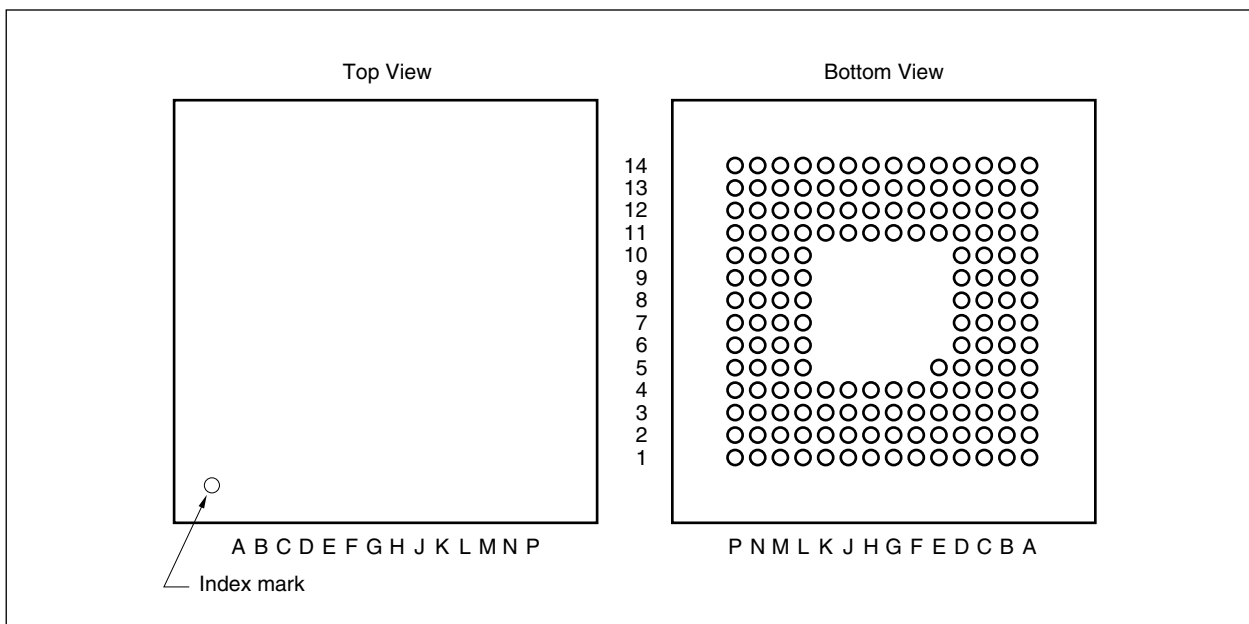 Top View
Bottom View
14
13
12
11
10
9
8
7
6
5
4
3
2
1
A B C D E F G H J K L M N P
P N M L K J H G F E D C B A
Index mark